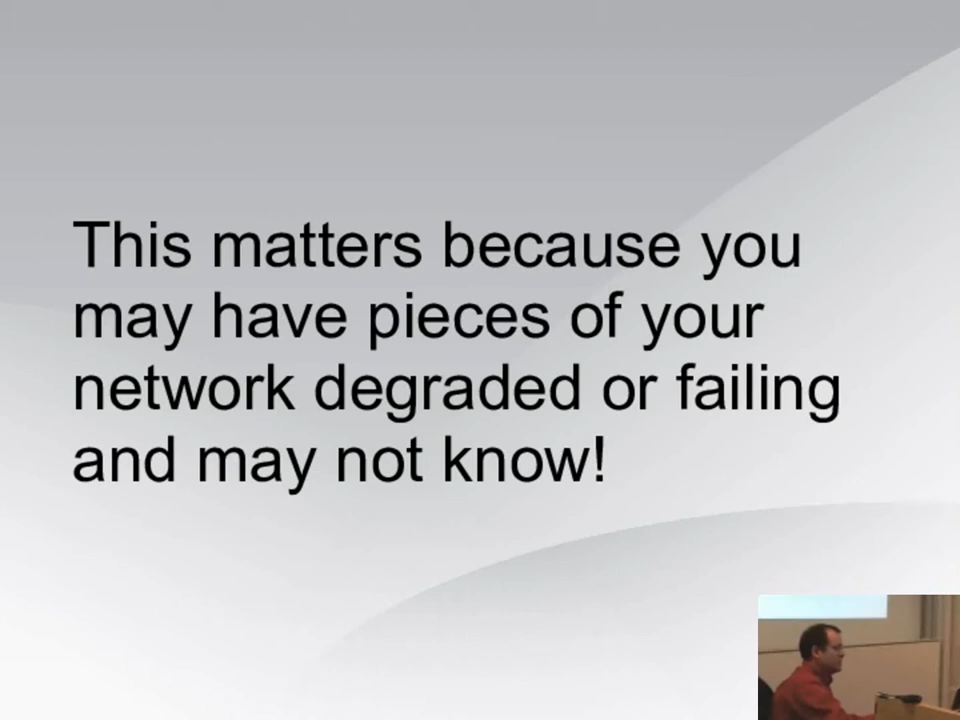 This matters because you
may have pieces of your
network degraded or failing
and may not know!